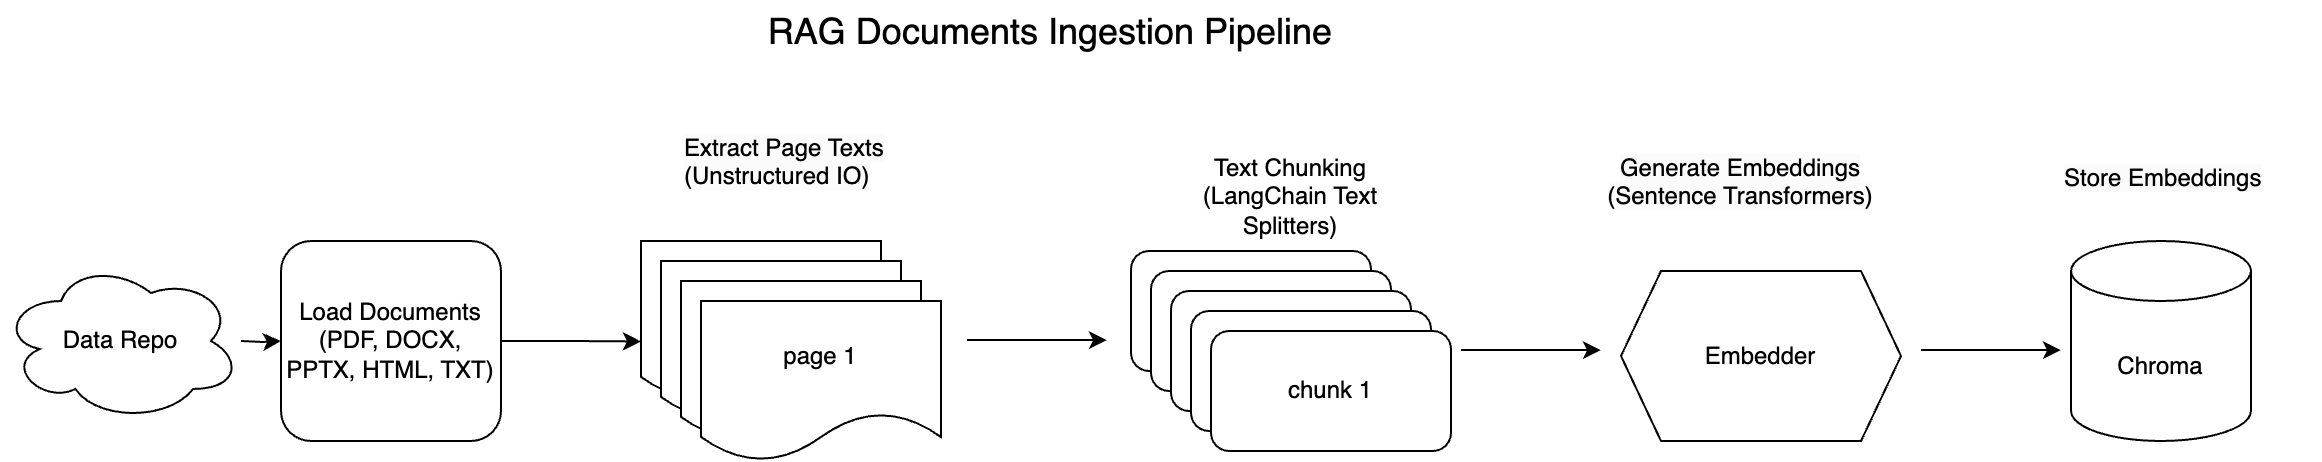 RAG Documents Ingestion Pipeline
Data Repo
Load Documents
(PDF, DOCX,
PPTX, HTML, TXT)
Extract Page Texts
(Unstructured IO)
page 1
Text Chunking
(LangChain Text
Splitters)
chunk 1
Generate Embeddings
(Sentence Transformers)
Embedder
Store Embeddings
Chroma